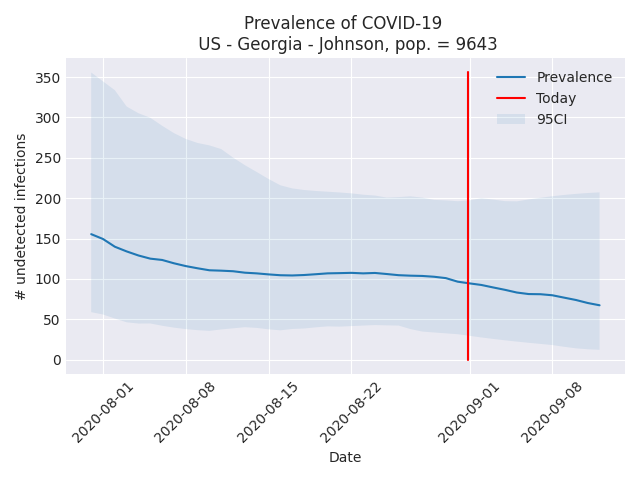 Prevalence of COVID-19
US - Georgia - Johnson, pop. = 9643
Prevalence
Today
95CI
# undetected infections
350
300
250
200
150
100
50
0
2020-08-01
2020-08-08
2020-08-15
2020-08-22
2020-09-01
2020-09-08
Date